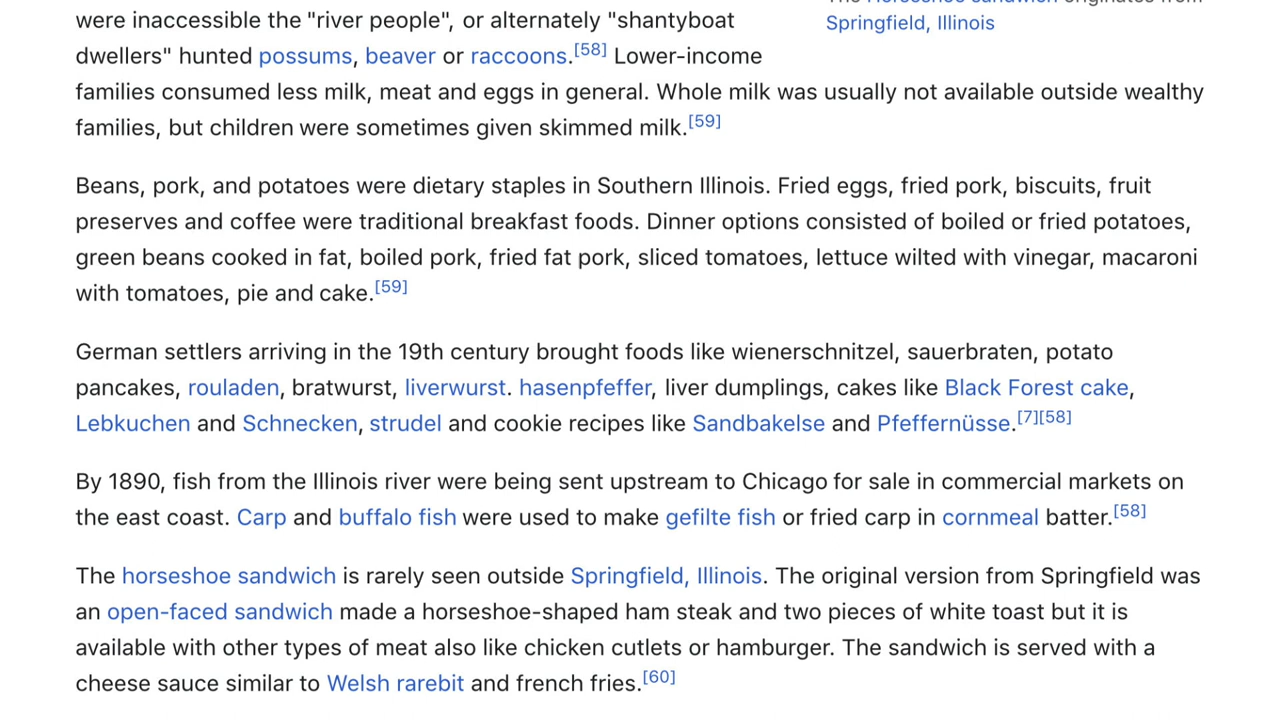 The Horseshoe sandwich originates from
Springfield, Illinois
were inaccessible the "river people", or alternately "shantyboat
dwellers" hunted possums, beaver or raccoons.[58] Lower-income
families consumed less milk, meat and eggs in general. Whole milk was usually not available outside wealthy
families, but children were sometimes given skimmed milk.[59]
Beans, pork, and potatoes were dietary staples in Southern Illinois. Fried eggs, fried pork, biscuits, fruit
preserves and coffee were traditional breakfast foods. Dinner options consisted of boiled or fried potatoes,
green beans cooked in fat, boiled pork, fried fat pork, sliced tomatoes, lettuce wilted with vinegar, macaroni
with tomatoes, pie and cake.[59]
German settlers arriving in the 19th century brought foods like wienerschnitzel, sauerbraten, potato
pancakes, rouladen, bratwurst, liverwurst. hasenpfeffer, liver dumplings, cakes like Black Forest cake,
Lebkuchen and Schnecken, strudel and cookie recipes like Sandbakelse and Pfeffernüsse.[7][58]
By 1890, fish from the Illinois river were being sent upstream to Chicago for sale in commercial markets on
the east coast. Carp and buffalo fish were used to make gefilte fish or fried carp in cornmeal batter.[58]
The horseshoe sandwich is rarely seen outside Springfield, Illinois. The original version from Springfield was
an open-faced sandwich made a horseshoe-shaped ham steak and two pieces of white toast but it is
available with other types of meat also like chicken cutlets or hamburger. The sandwich is served with a
cheese sauce similar to Welsh rarebit and french fries.[60]